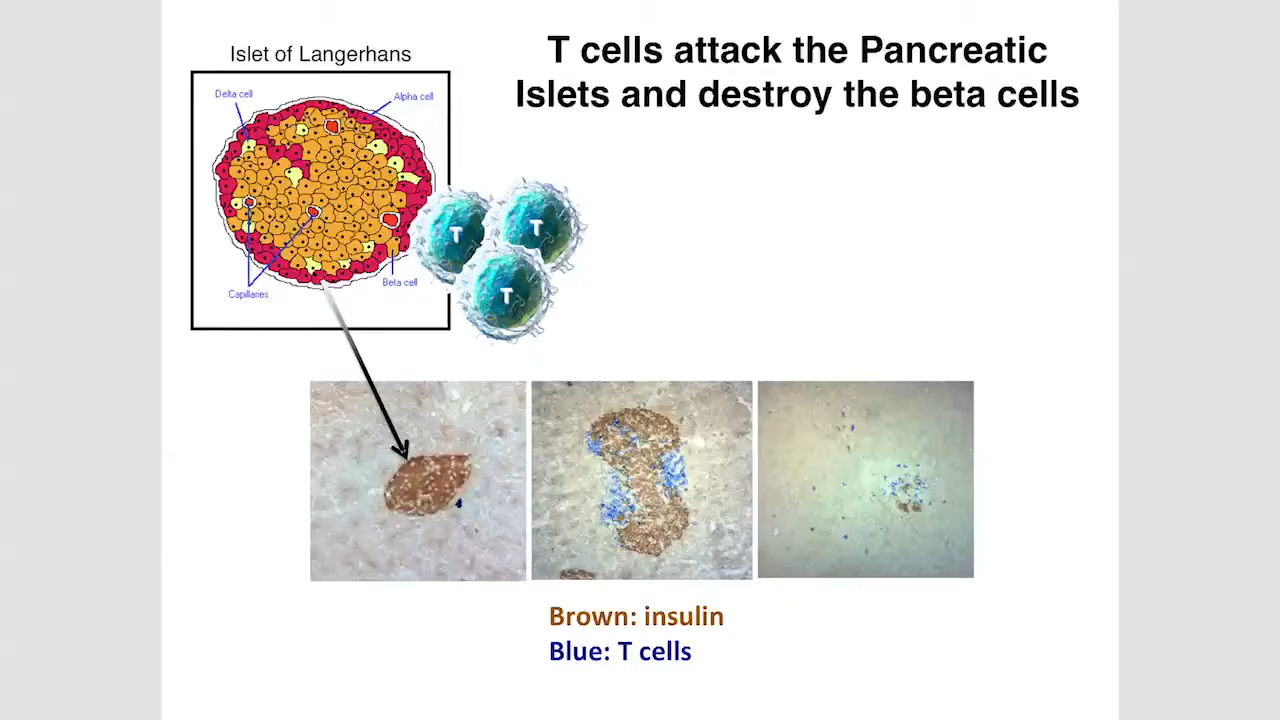 Islet of Langerhans
T cells attack the Pancreatic
Islets and destroy the beta cells
Delta cell
Alpha cell
T
T
T
Beta cell
Capillaries
Brown: insulin
Blue: T cells